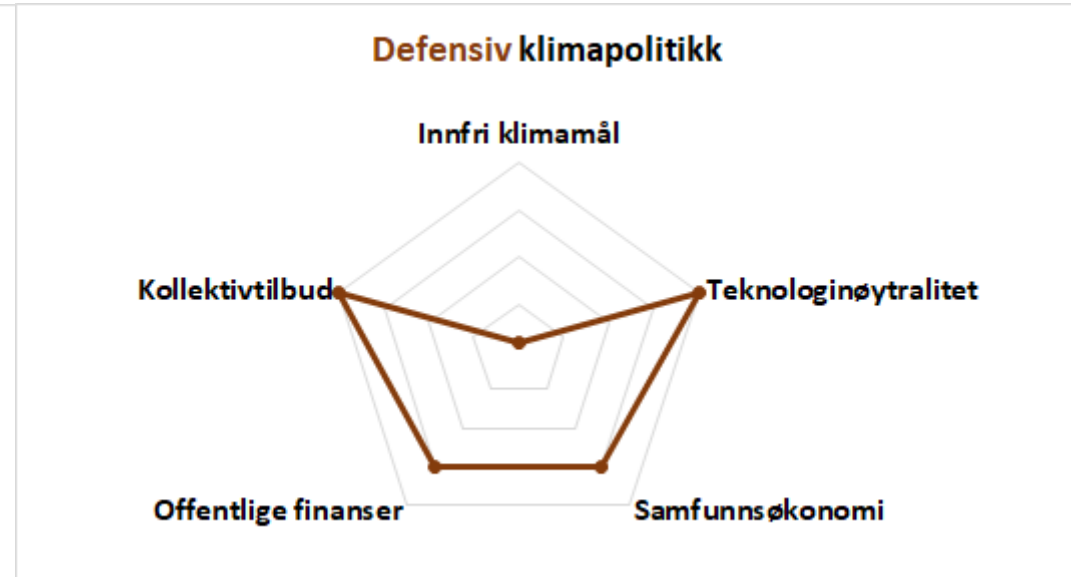 Defensiv klimapolitikk
Innfri klimamål
Kollektivtilbud
Teknologinøytralitet
Offentlige finanser
Samfunnsøkonomi